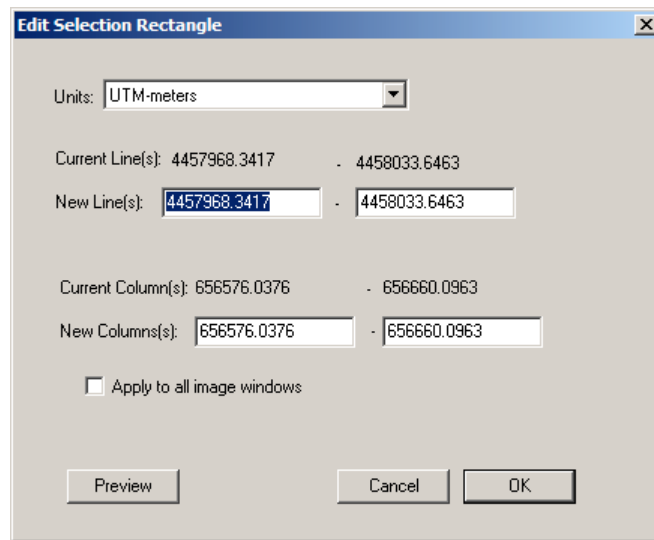 Edit Selection Rectangle
Units: UTM-meters
Current Line(s): 4457968.3417 - 4458033.6463
New Line(s): 4457968.3417 - 4458033.6463
Current Column(s): 656576.0376 - 656660.0963
New Columns(s): 656576.0376 - 656660.0963
Apply to all image windows
Preview Cancel OK